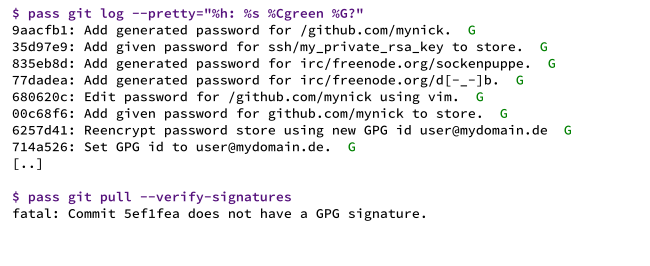 $ pass git log --pretty="%h: %s %Cgreen %G?"
9aacfb1: Add generated password for /github.com/mynick.  G
35d97e9: Add given password for ssh/my_private_rsa_key to store.  G
835eb8d: Add generated password for irc/freenode.org/sockenpuppe.  G
77dadea: Add generated password for irc/freenode.org/d[-_-]b.  G
680620c: Edit password for /github.com/mynick using vim.  G
00c68f6: Add given password for github.com/mynick to store.  G
6257d41: Reencrypt password store using new GPG id user@mydomain.de  G
714a526: Set GPG id to user@mydomain.de.  G
[..]
$ pass git pull --verify-signatures
fatal: Commit 5ef1fea does not have a GPG signature.